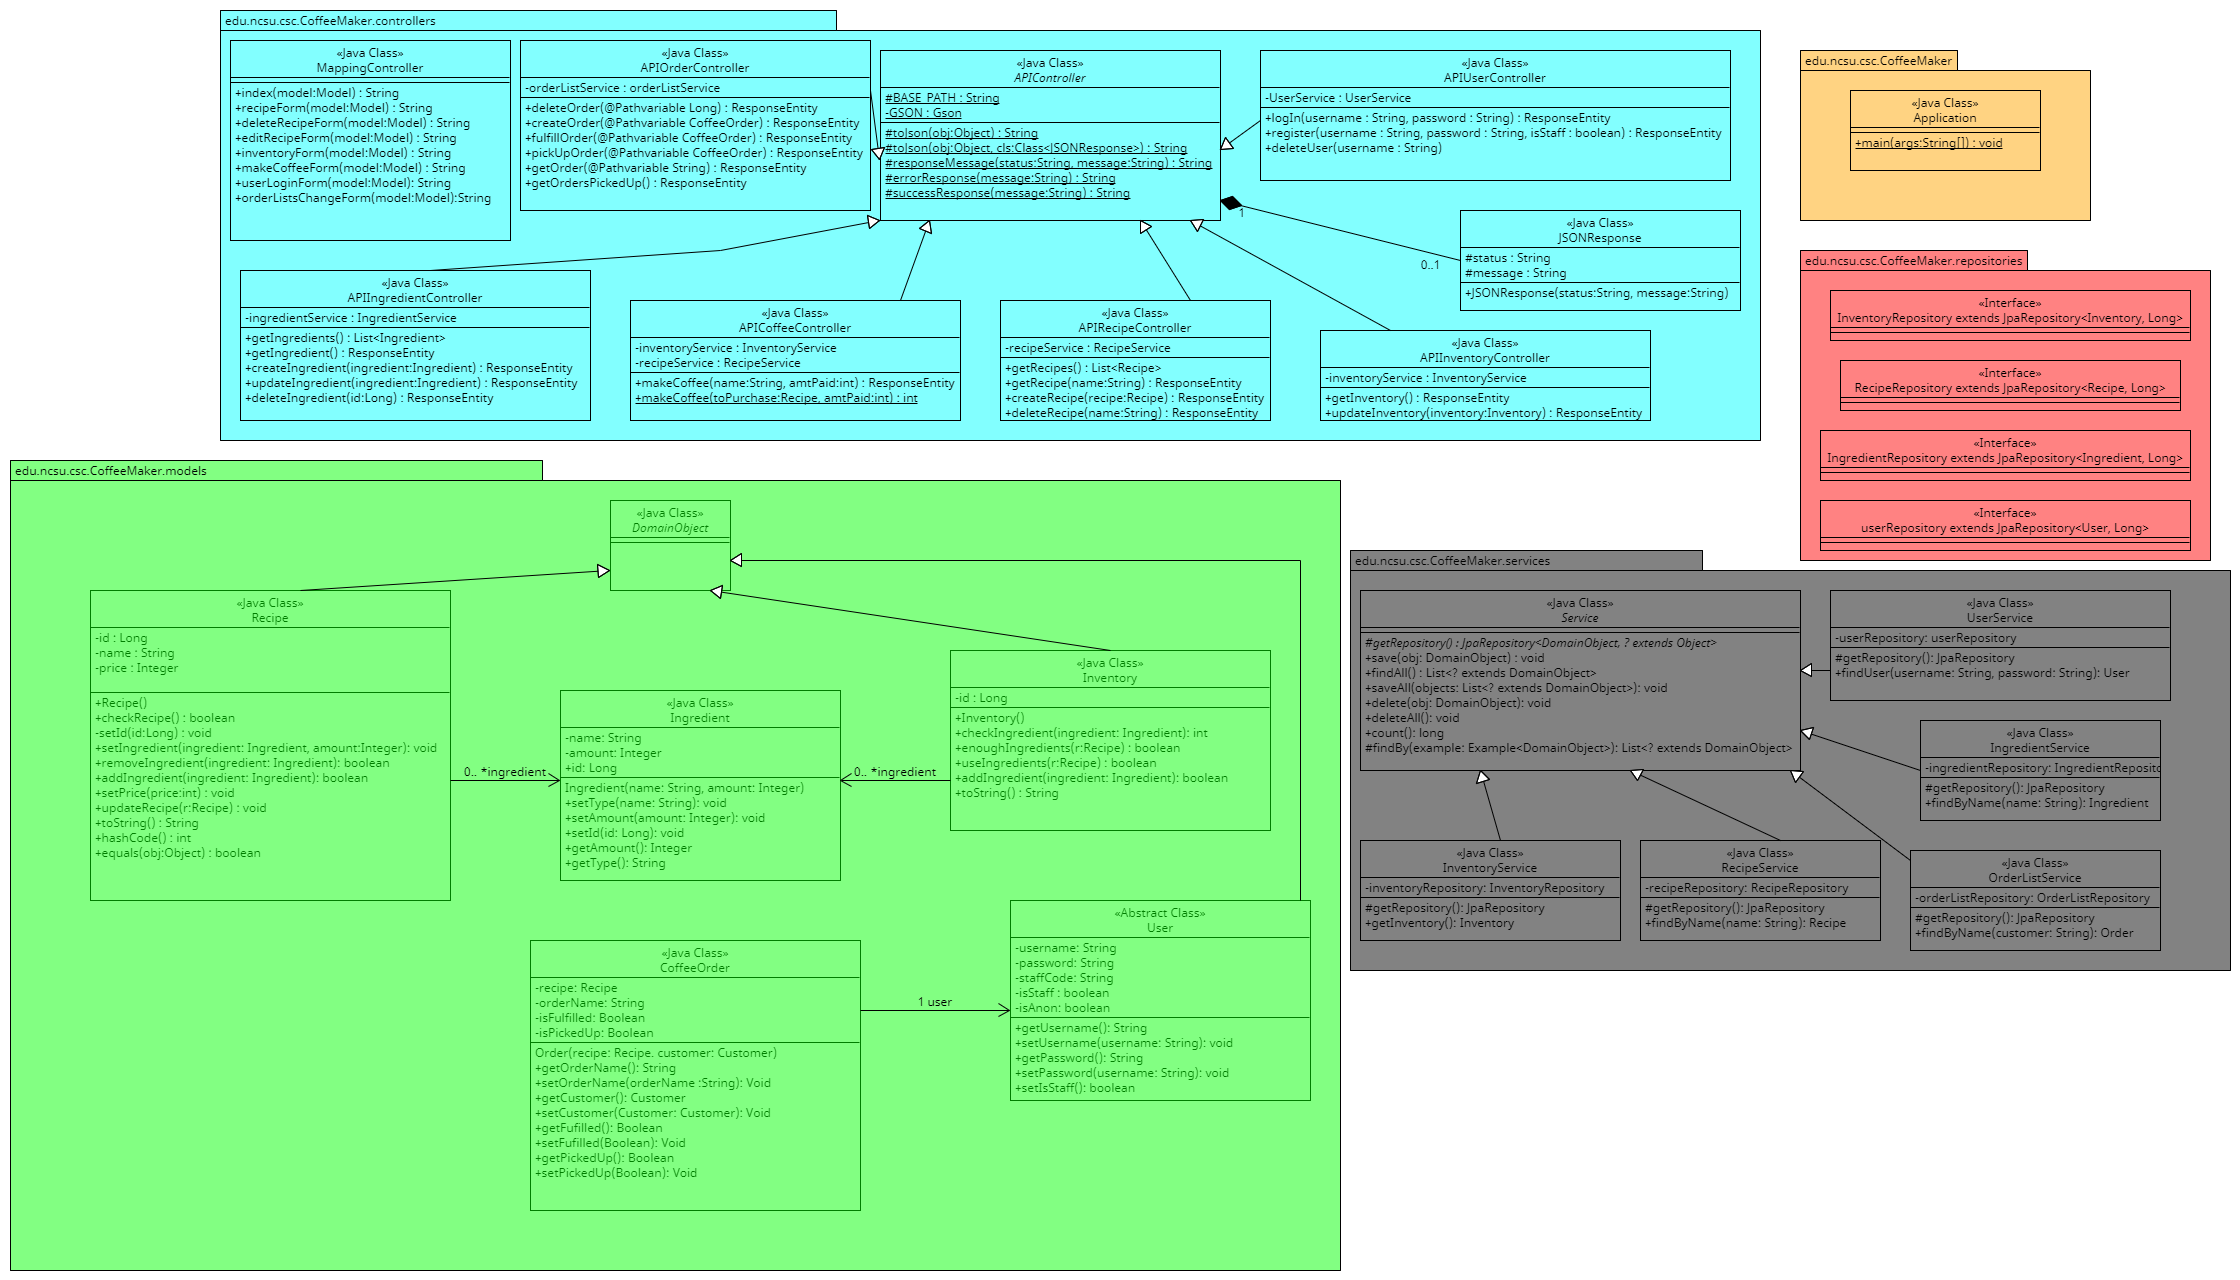 edu.ncsu.csc.CoffeeMaker.controllers
«Java Class»
MappingController
+index(model:Model) : String
+recipeForm(model:Model) : String
+deleteRecipeForm(model:Model) : String
+editRecipeForm(model:Model) : String
+inventoryForm(model:Model) : String
+makeCoffeeForm(model:Model) : String
+userLoginForm(model:Model): String
+orderListsChangeForm(model:Model):String
«Java Class»
APIOrderController
-orderListService : orderListService
+deleteOrder(@Pathvariable Long) : ResponseEntity
+createOrder(@Pathvariable CoffeeOrder) : ResponseEntity
+fulfillOrder(@Pathvariable CoffeeOrder) : ResponseEntity
+pickUpOrder(@Pathvariable CoffeeOrder) : ResponseEntity
+getOrder(@Pathvariable String) : ResponseEntity
+getOrdersPickedUp() : ResponseEntity
«Java Class»
APIController
#BASE_PATH : String
-GSON : Gson
#toJson(obj:Object) : String
#toJson(obj:Object, cls:Class<JSONResponse>) : String
#responseMessage(status:String, message:String) : String
#errorResponse(message:String) : String
#successResponse(message:String) : String
«Java Class»
APIUserController
-UserService : UserService
+logIn(username : String, password : String) : ResponseEntity
+register(username : String, password : String, isStaff : boolean) : ResponseEntity
+deleteUser(username : String)
1
0..1
«Java Class»
JSONResponse
#status : String
#message : String
+JSONResponse(status:String, message:String)
«Java Class»
APIIngredientController
-ingredientService : IngredientService
+getIngredients() : List<Ingredient>
+getIngredient() : ResponseEntity
+createIngredient(ingredient:Ingredient) : ResponseEntity
+updateIngredient(ingredient:Ingredient) : ResponseEntity
+deleteIngredient(id:Long) : ResponseEntity
«Java Class»
APICoffeeController
-inventoryService : InventoryService
-recipeService : RecipeService
+makeCoffee(name:String, amtPaid:int) : ResponseEntity
+makeCoffee(toPurchase:Recipe, amtPaid:int) : int
«Java Class»
APIRecipeController
-recipeService : RecipeService
+getRecipes() : List<Recipe>
+getRecipe(name:String) : ResponseEntity
+createRecipe(recipe:Recipe) : ResponseEntity
+deleteRecipe(name:String) : ResponseEntity
«Java Class»
APIInventoryController
-inventoryService : InventoryService
+getInventory() : ResponseEntity
+updateInventory(inventory:Inventory) : ResponseEntity
edu.ncsu.csc.CoffeeMaker
«Java Class»
Application
+main(args:String[]) : void
edu.ncsu.csc.CoffeeMaker.repositories
«Interface»
InventoryRepository extends JpaRepository<Inventory, Long>
«Interface»
RecipeRepository extends JpaRepository<Recipe, Long>
«Interface»
IngredientRepository extends JpaRepository<Ingredient, Long>
«Interface»
userRepository extends JpaRepository<User, Long>
edu.ncsu.csc.CoffeeMaker.models
«Java Class»
DomainObject
«Java Class»
Recipe
-id : Long
-name : String
-price : Integer
+Recipe()
+checkRecipe() : boolean
-setId(id:Long) : void
+setIngredient(ingredient: Ingredient, amount:Integer): void
+removeIngredient(ingredient: Ingredient): boolean
+addIngredient(ingredient: Ingredient): boolean
+setPrice(price:int) : void
+updateRecipe(r:Recipe) : void
+toString() : String
+hashCode() : int
+equals(obj:Object) : boolean
0.. *ingredient
«Java Class»
Ingredient
-name: String
-amount: Integer
+id: Long
Ingredient(name: String, amount: Integer)
+setType(name: String): void
+setAmount(amount: Integer): void
+setId(id: Long): void
+getAmount(): Integer
+getType(): String
0.. *ingredient
«Java Class»
Inventory
-id : Long
+Inventory()
+checkIngredient(ingredient: Ingredient): int
+enoughIngredients(r:Recipe) : boolean
+useIngredients(r:Recipe) : boolean
+addIngredient(ingredient: Ingredient): boolean
+toString() : String
«Java Class»
CoffeeOrder
-recipe: Recipe
-orderName: String
-isFulfilled: Boolean
-isPickedUp: Boolean
Order(recipe: Recipe. customer: Customer)
+getOrderName(): String
+setOrderName(orderName :String): Void
+getCustomer(): Customer
+setCustomer(Customer: Customer): Void
+getFufilled(): Boolean
+setFufilled(Boolean): Void
+getPickedUp(): Boolean
+setPickedUp(Boolean): Void
1 user
«Abstract Class»
User
-username: String
-password: String
-staffCode: String
-isStaff : boolean
-isAnon: boolean
+getUsername(): String
+setUsername(username: String): void
+getPassword(): String
+setPassword(username: String): void
+setIsStaff(): boolean
edu.ncsu.csc.CoffeeMaker.services
«Java Class»
Service
#getRepository() : JpaRepository<DomainObject, ? extends Object>
+save(obj: DomainObject) : void
+findAll() : List<? extends DomainObject>
+saveAll(objects: List<? extends DomainObject>): void
+delete(obj: DomainObject): void
+deleteAll(): void
+count(): long
#findBy(example: Example<DomainObject>): List<? extends DomainObject>
«Java Class»
UserService
-userRepository: userRepository
#getRepository(): JpaRepository
+findUser(username: String, password: String): User
«Java Class»
IngredientService
-ingredientRepository: IngredientReposito
#getRepository(): JpaRepository
+findByName(name: String): Ingredient
«Java Class»
InventoryService
-inventoryRepository: InventoryRepository
#getRepository(): JpaRepository
+getInventory(): Inventory
«Java Class»
RecipeService
-recipeRepository: RecipeRepository
#getRepository(): JpaRepository
+findByName(name: String): Recipe
«Java Class»
OrderListService
-orderListRepository: OrderListRepository
#getRepository(): JpaRepository
+findByName(customer: String): Order